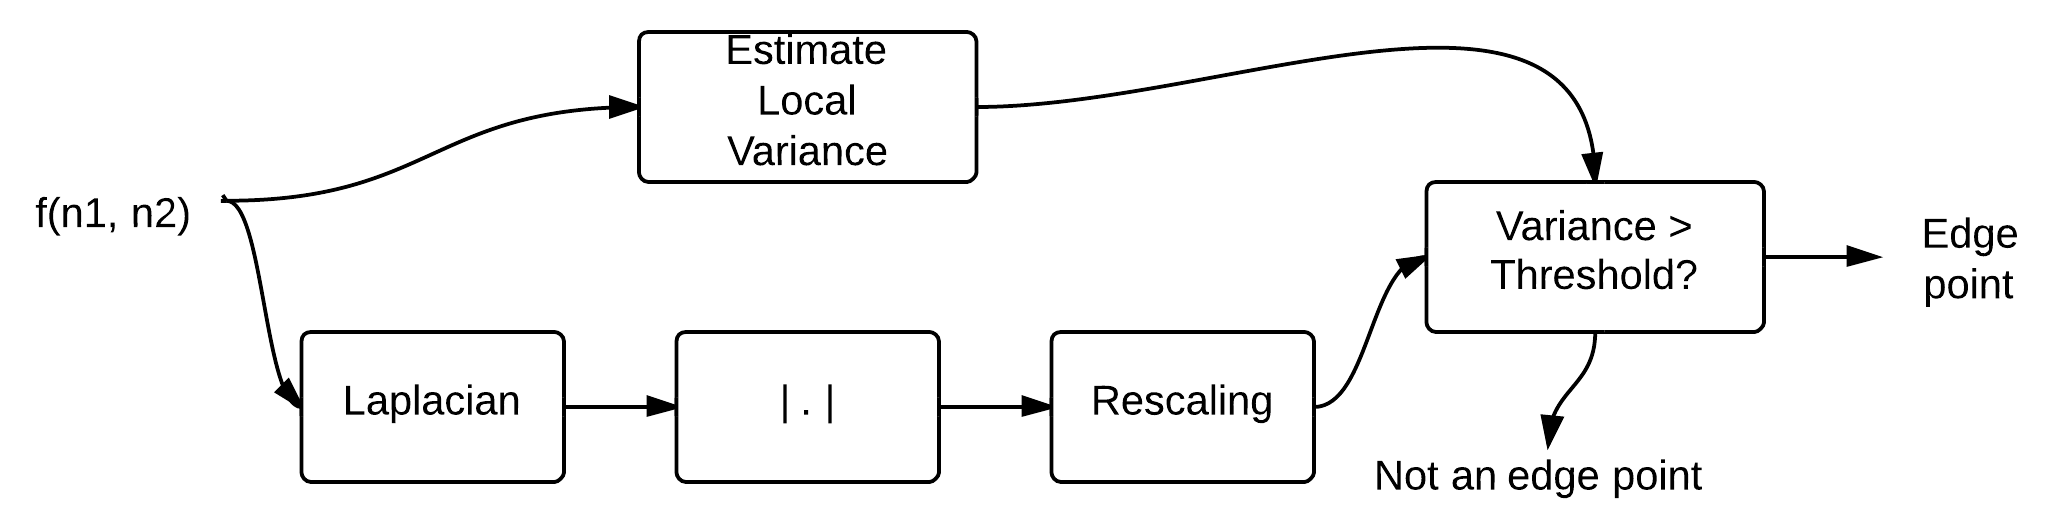 Estimate
Local
Variance
f(n1, n2)
Variance >
Threshold?
Edge
point
Laplacian
| . |
Rescaling
Not an edge point